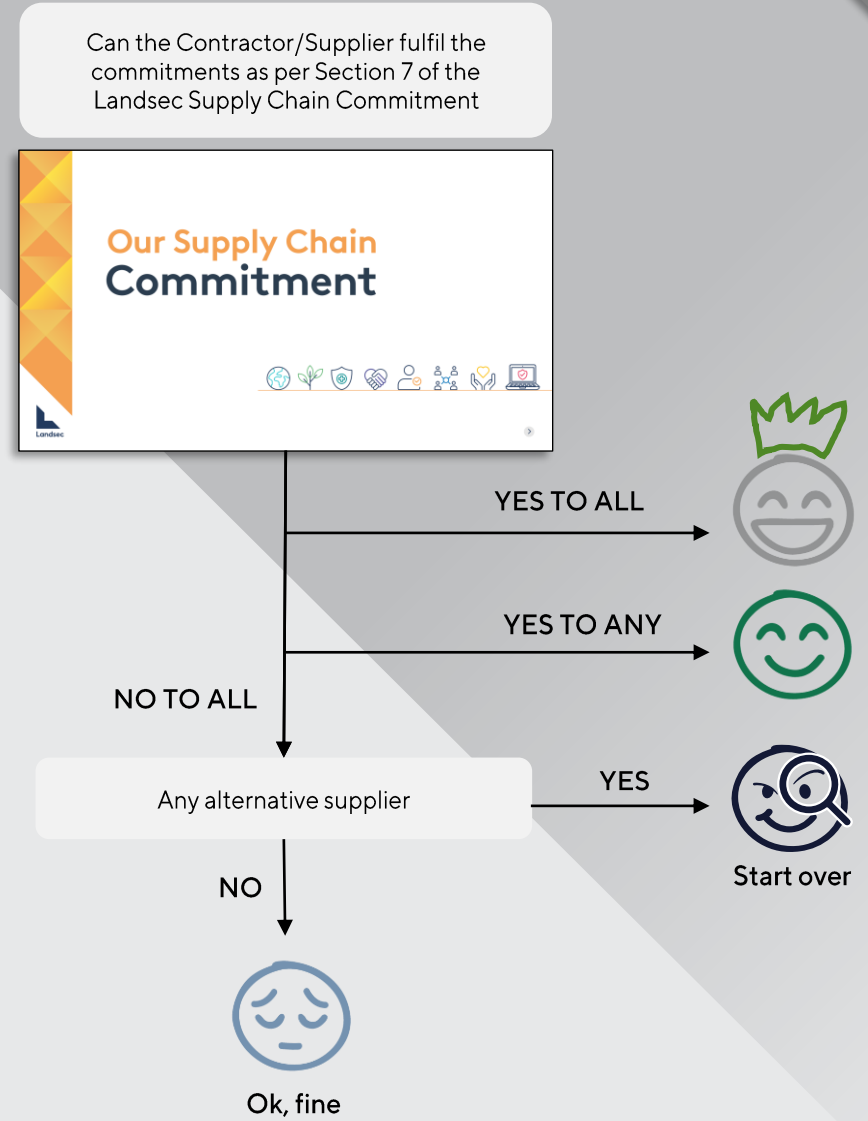 Can the Contractor/Supplier fulfil the
commitments as per Section 7 of the
Landsec Supply Chain Commitment
Our Supply Chain
Commitment
Landsec
YES TO ALL
YES TO ANY
NO TO ALL
Any alternative supplier
YES
Start over
NO
Ok, fine